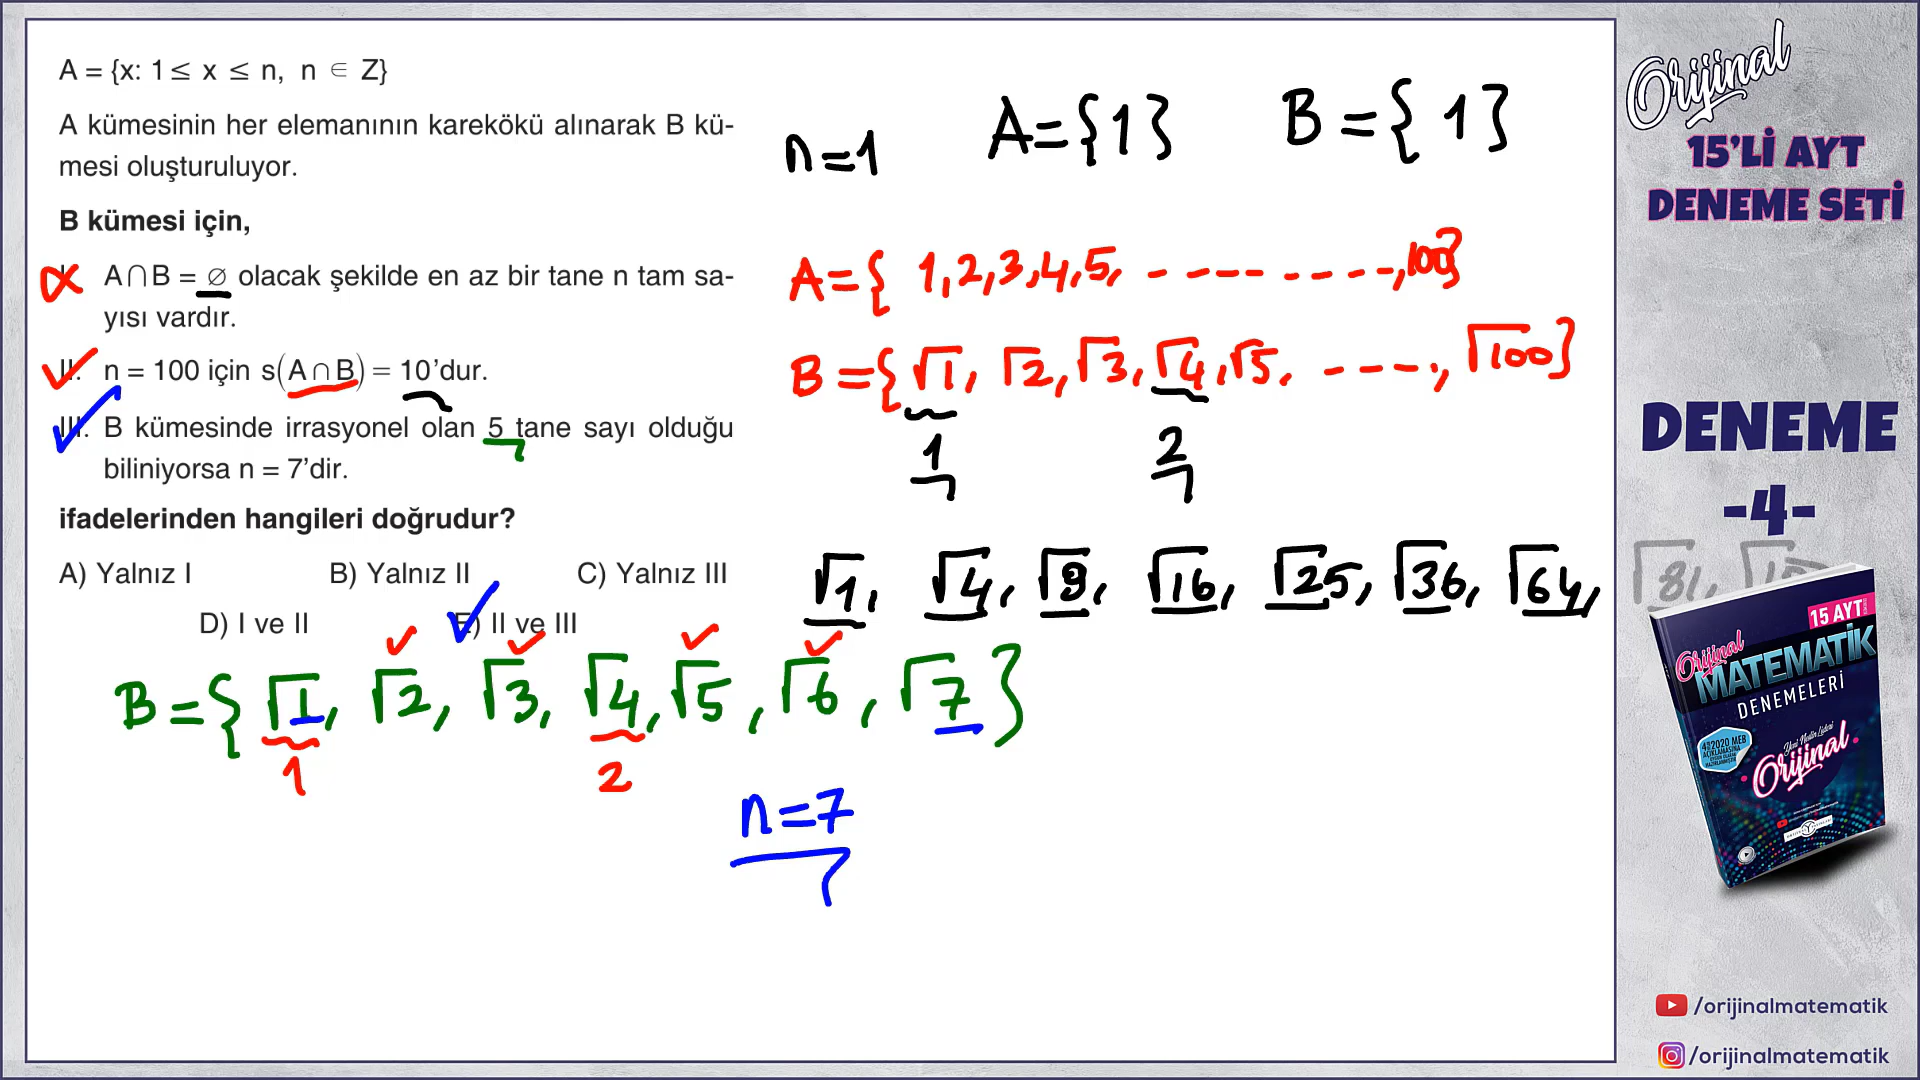 A = {x: 1 ≤ x ≤ n, n ∈ Z}
A kümesinin her elemanının karekökü alınarak B kü-
mesi oluşturuluyor.
B kümesi için,
I. A∩B = ∅ olacak şekilde en az bir tane n tam sa-
yısı vardır.
II. n = 100 için s(A∩B) = 10'dur.
III. B kümesinde irrasyonel olan 5 tane sayı olduğu
biliniyorsa n = 7'dir.
ifadelerinden hangileri doğrudur?
A) Yalnız I B) Yalnız II C) Yalnız III
D) I ve II E) II ve III
B={√1, √2, √3, √4, √5, √6, √7}
1 2
n=7
n=1 A={1} B={1}
A={1,2,3,4,5, - - - - - - - -,100}
B={√1, √2, √3, √4, √5, - - - -, √100}
1 2
√1, √4, √9, √16, √25, √36, √64, √81,
Orijinal
15'Lİ AYT
DENEME SETİ
DENEME
-4-
15 AYT
Orijinal
MATEMATİK
DENEMELERİ
Orijinal
/orijinalmatematik
/orijinalmatematik